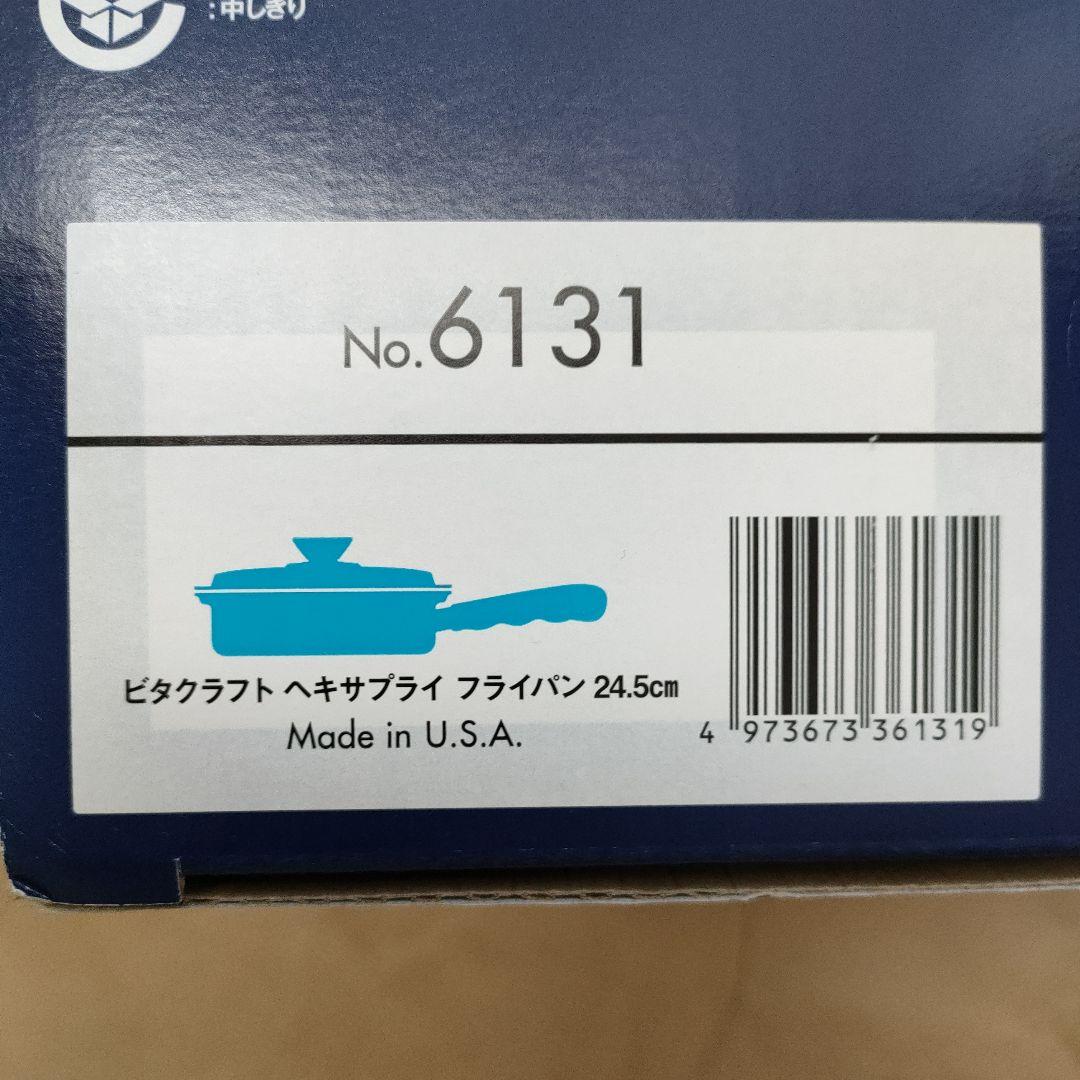 :中しきり
No.6131
ビタクラフト ヘキサプライ フライパン 24.5cm
Made in U.S.A.
4 973673 361319